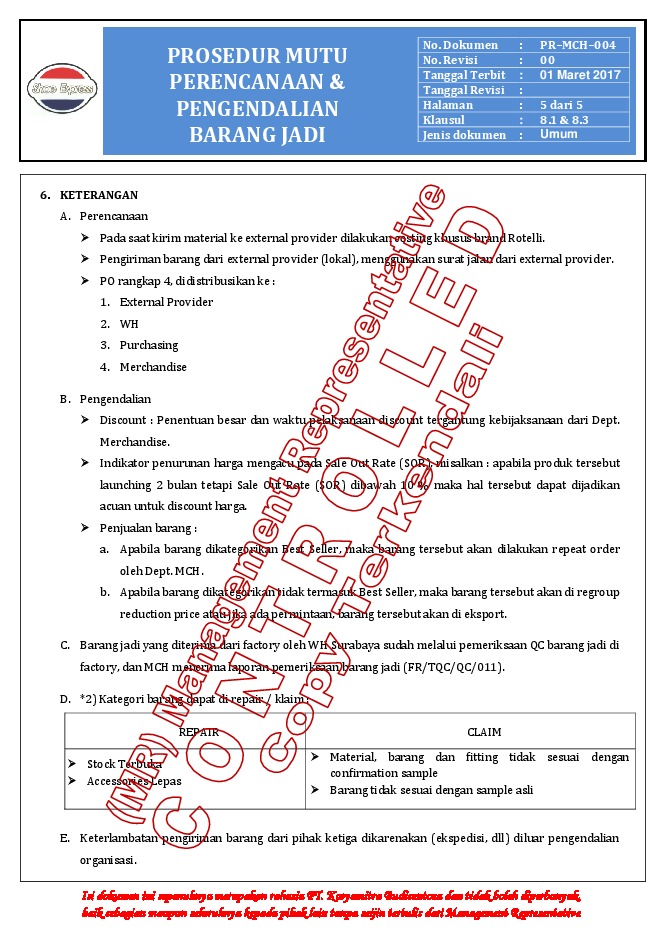 Shoe Express
PROSEDUR MUTU
PERENCANAAN &
PENGENDALIAN
BARANG JADI
No. Dokumen : PR–MCH–004
No. Revisi : 00
Tanggal Terbit : 01 Maret 2017
Tanggal Revisi :
Halaman : 5 dari 5
Klausul : 8.1 & 8.3
Jenis dokumen : Umum
6. KETERANGAN
A. Perencanaan
➢ Pada saat kirim material ke external provider dilakukan costing khusus brand Rotelli.
➢ Pengiriman barang dari external provider (lokal), menggunakan surat jalan dari external provider.
➢ PO rangkap 4, didistribusikan ke :
1. External Provider
2. WH
3. Purchasing
4. Merchandise
B. Pengendalian
➢ Discount : Penentuan besar dan waktu pelaksanaan discount tergantung kebijaksanaan dari Dept.
Merchandise.
➢ Indikator penurunan harga mengacu pada Sale Out Rate (SOR), misalkan : apabila produk tersebut
launching 2 bulan tetapi Sale Out Rate (SOR) dibawah 10 % maka hal tersebut dapat dijadikan
acuan untuk discount harga.
➢ Penjualan barang :
a. Apabila barang dikategorikan Best Seller, maka barang tersebut akan dilakukan repeat order
oleh Dept. MCH .
b. Apabila barang dikategorikan tidak termasuk Best Seller, maka barang tersebut akan di regroup
reduction price atau jika ada permintaan, barang tersebut akan di eksport.
C. Barang jadi yang diterima dari factory oleh WH Surabaya sudah melalui pemeriksaan QC barang jadi di
factory, dan MCH menerima laporan pemeriksaan barang jadi (FR/TQC/QC/011).
D. *2) Kategori barang dapat di repair / klaim :
REPAIR CLAIM
➢ Stock Terbuka
➢ Accessories Lepas
➢ Material, barang dan fitting tidak sesuai dengan
confirmation sample
➢ Barang tidak sesuai dengan sample asli
E. Keterlambatan pengiriman barang dari pihak ketiga dikarenakan (ekspedisi, dll) diluar pengendalian
organisasi.
(MR) Management Representative
CONTROLLED
Copy Terkendali
Isi dokumen ini sepenuhnya merupakan rahasia PT. Karyamitra Budisentosa dan tidak boleh diperbanyak,
baik sebagian maupun seluruhnya kepada pihak lain tanpa seijin tertulis dari Management Representative